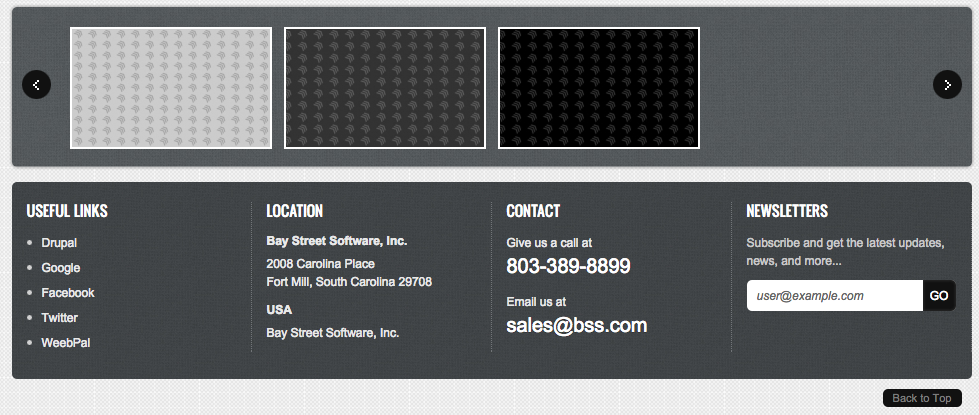 USEFUL LINKS
Drupal
Google
Facebook
Twitter
WeebPal
LOCATION
Bay Street Software, Inc.
2008 Carolina Place
Fort Mill, South Carolina 29708
USA
Bay Street Software, Inc.
CONTACT
Give us a call at
803-389-8899
Email us at
sales@bss.com
NEWSLETTERS
Subscribe and get the latest updates,
news, and more...
user@example.com GO
Back to Top